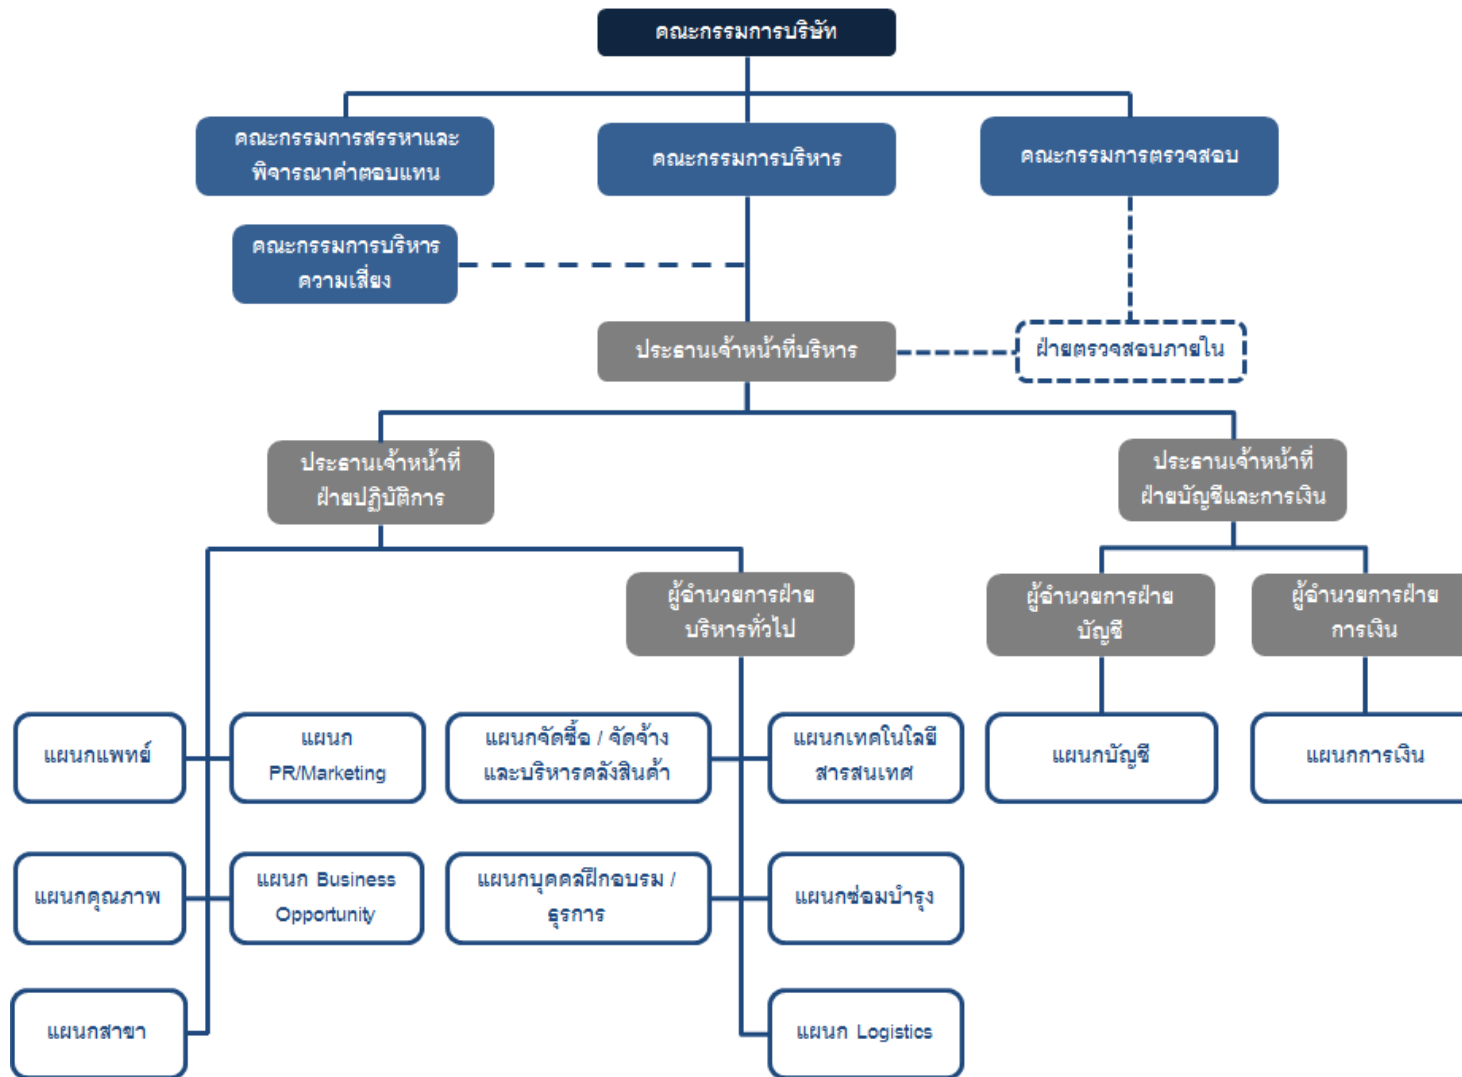 คณะกรรมการบริษัท
คณะกรรมการสรรหาและ
พิจารณาค่าตอบแทน
คณะกรรมการบริหาร
คณะกรรมการตรวจสอบ
คณะกรรมการบริหาร
ความเสี่ยง
ประธานเจ้าหน้าที่บริหาร
ฝ่ายตรวจสอบภายใน
ประธานเจ้าหน้าที่
ฝ่ายปฏิบัติการ
ประธานเจ้าหน้าที่
ฝ่ายบัญชีและการเงิน
ผู้อำนวยการฝ่าย
บริหารทั่วไป
ผู้อำนวยการฝ่าย
บัญชี
ผู้อำนวยการฝ่าย
การเงิน
แผนกแพทย์
แผนก
PR/Marketing
แผนกจัดซื้อ / จัดจ้าง
และบริหารคลังสินค้า
แผนกเทคโนโลยี
สารสนเทศ
แผนกบัญชี
แผนกการเงิน
แผนกคุณภาพ
แผนก Business
Opportunity
แผนกบุคคลฝึกอบรม /
ธุรการ
แผนกซ่อมบำรุง
แผนกสาขา
แผนก Logistics